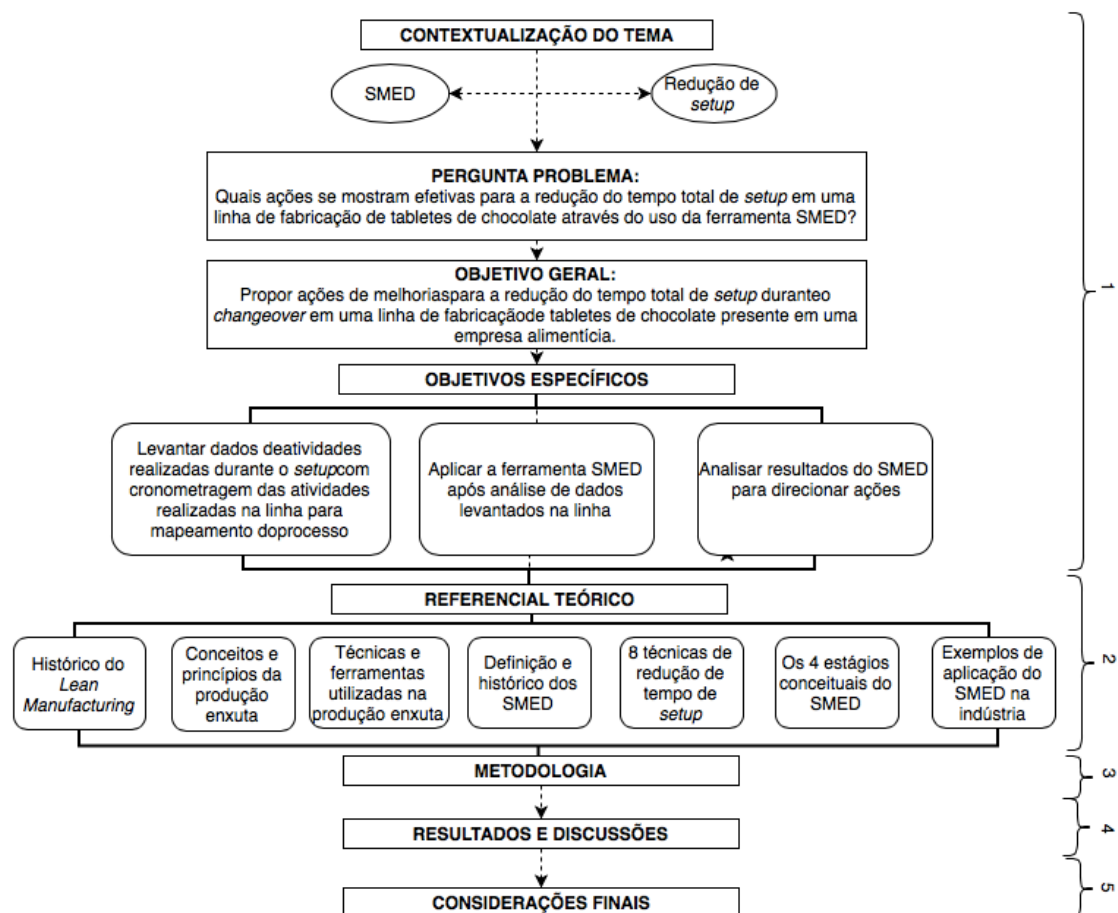 CONTEXTUALIZAÇÃO DO TEMA
SMED
Redução de
setup
PERGUNTA PROBLEMA:
Quais ações se mostram efetivas para a redução do tempo total de setup em uma
linha de fabricação de tabletes de chocolate através do uso da ferramenta SMED?
OBJETIVO GERAL:
Propor ações de melhoriaspara a redução do tempo total de setup duranteo
changeover em uma linha de fabricaçãode tabletes de chocolate presente em uma
empresa alimentícia.
OBJETIVOS ESPECÍFICOS
Levantar dados deatividades
realizadas durante o setupcom
cronometragem das atividades
realizadas na linha para
mapeamento doprocesso
Aplicar a ferramenta SMED
após análise de dados
levantados na linha
Analisar resultados do SMED
para direcionar ações
1
REFERENCIAL TEÓRICO
Histórico do
Lean
Manufacturing
Conceitos e
princípios da
produção
enxuta
Técnicas e
ferramentas
utilizadas na
produção enxuta
Definição e
histórico dos
SMED
8 técnicas de
redução de
tempo de
setup
Os 4 estágios
conceituais do
SMED
Exemplos de
aplicação do
SMED na
indústria
2
METODOLOGIA
3
RESULTADOS E DISCUSSÕES
4
CONSIDERAÇÕES FINAIS
5